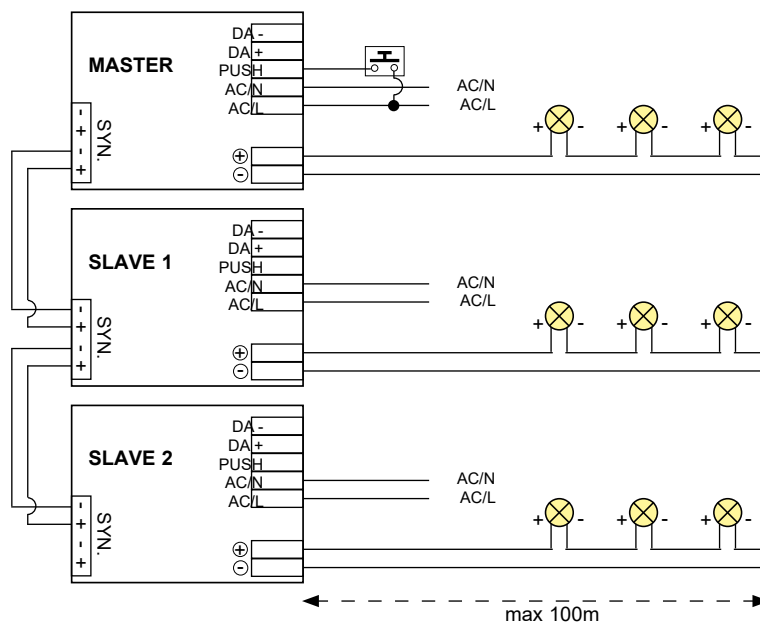 MASTER
DA -
DA +
PUSH
AC/N
AC/L
AC/N
AC/L
SYN.
- + - +
⊕
⊖
+ - + - + -
SLAVE 1
DA -
DA +
PUSH
AC/N
AC/L
AC/N
AC/L
SYN.
- + - +
⊕
⊖
+ - + - + -
SLAVE 2
DA -
DA +
PUSH
AC/N
AC/L
AC/N
AC/L
SYN.
- + - +
⊕
⊖
+ - + - + -
max 100m